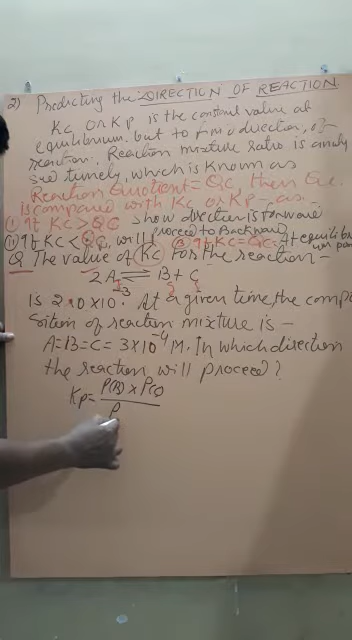 2) Predicting the DIRECTION OF REACTION
Kc OR Kp is the constant value at
equilibrium, but to find direction, of
reaction. Reaction mixture ratio is analy
sed timely, which is known as
Reaction Quotient = Qc, then Qc
is compared with Kc OR Kp - as -
(i) If Kc > Qc show direction is forward
(ii) If Kc < Qc, will proceed to Backward
(iii) If Kc = Qc = At equilibri
Q The value of Kc for the reaction -
2A ⇌ B + C
is 2.0 × 10⁻³. At a given time, the compo
sition of reaction mixture is -
A = B = C = 3 × 10⁻⁴ M. In which direction
the reaction will proceed?
Kp = P(B) × P(C)
P